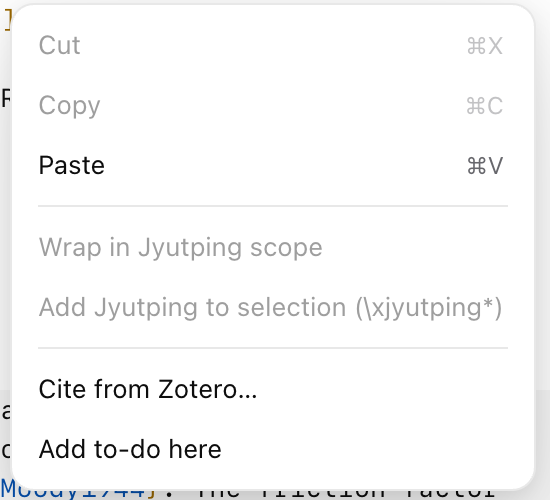 Cut ⌘X
Copy ⌘C
Paste ⌘V
Wrap in Jyutping scope
Add Jyutping to selection (\xjyutping*)
Cite from Zotero...
Add to-do here